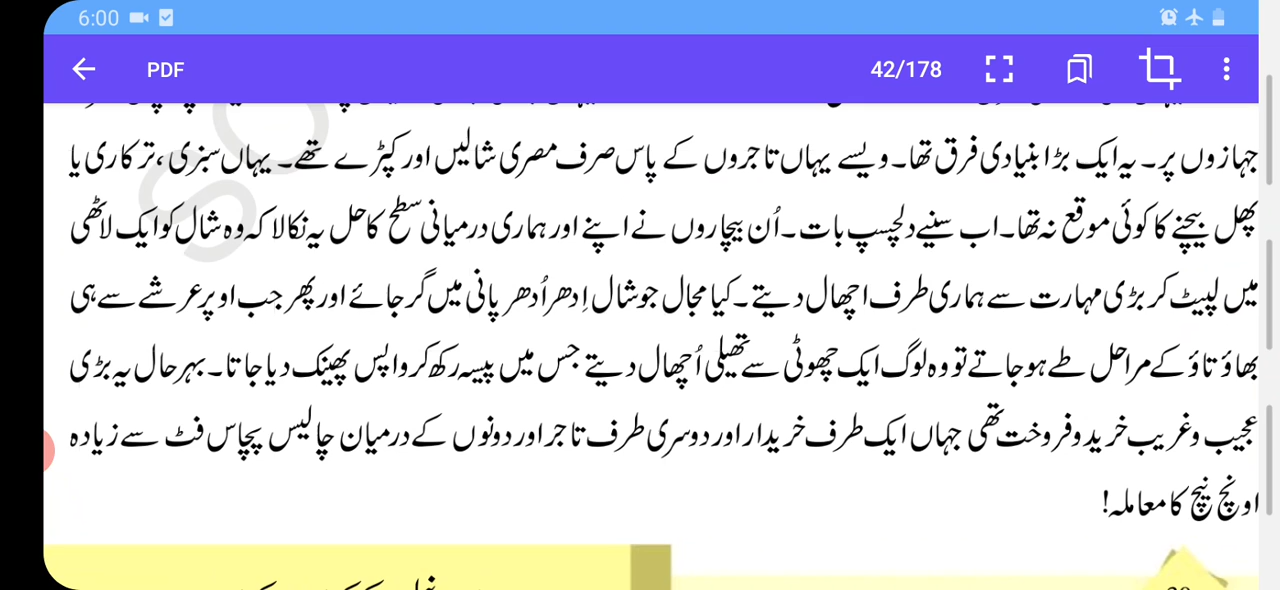 6:00
PDF
42/178
جہازوں پر۔ یہ ایک بڑا بنیادی فرق تھا۔ ویسے یہاں تاجروں کے پاس صرف مصری شالیں اور کپڑے تھے۔ یہاں سبزی، ترکاری یا
پھل بیچنے کا کوئی موقع نہ تھا۔ اب سنیے دلچسپ بات۔ اُن بیچاروں نے اپنے اور ہماری درمیانی سطح کا حل یہ نکالا کہ وہ شال کو ایک لاٹھی
میں لپیٹ کر بڑی مہارت سے ہماری طرف اچھال دیتے۔ کیا مجال جو شال اِدھر اُدھر پانی میں گر جائے اور پھر جب اوپر عرشے سے ہی
بھاؤ تاؤ کے مراحل طے ہو جاتے تو وہ لوگ ایک چھوٹی سے تھیلی اُچھال دیتے جس میں پیسہ رکھ کر واپس پھینک دیا جاتا۔ بہرحال یہ بڑی
عجیب و غریب خرید و فروخت تھی جہاں ایک طرف خریدار اور دوسری طرف تاجر اور دونوں کے درمیان چالیس پچاس فٹ سے زیادہ
اونچ نیچ کا معاملہ!